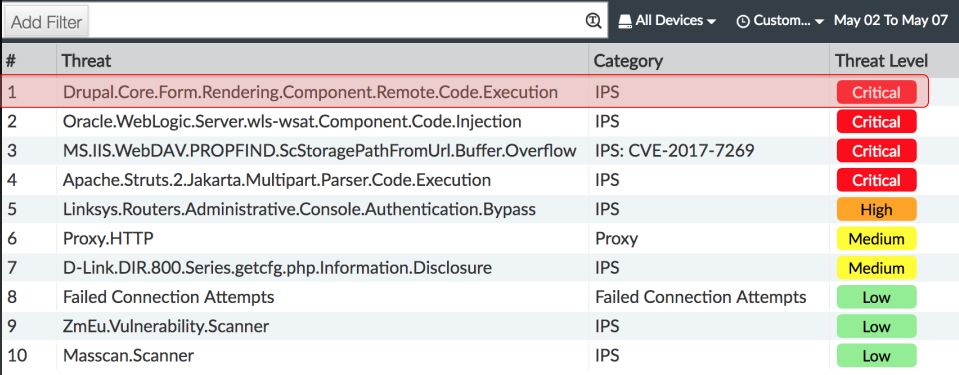 Add Filter All Devices Custom... May 02 To May 07
# Threat Category Threat Level
1 Drupal.Core.Form.Rendering.Component.Remote.Code.Execution IPS Critical
2 Oracle.WebLogic.Server.wls-wsat.Component.Code.Injection IPS Critical
3 MS.IIS.WebDAV.PROPFIND.ScStoragePathFromUrl.Buffer.Overflow IPS: CVE-2017-7269 Critical
4 Apache.Struts.2.Jakarta.Multipart.Parser.Code.Execution IPS Critical
5 Linksys.Routers.Administrative.Console.Authentication.Bypass IPS High
6 Proxy.HTTP Proxy Medium
7 D-Link.DIR.800.Series.getcfg.php.Information.Disclosure IPS Medium
8 Failed Connection Attempts Failed Connection Attempts Low
9 ZmEu.Vulnerability.Scanner IPS Low
10 Masscan.Scanner IPS Low